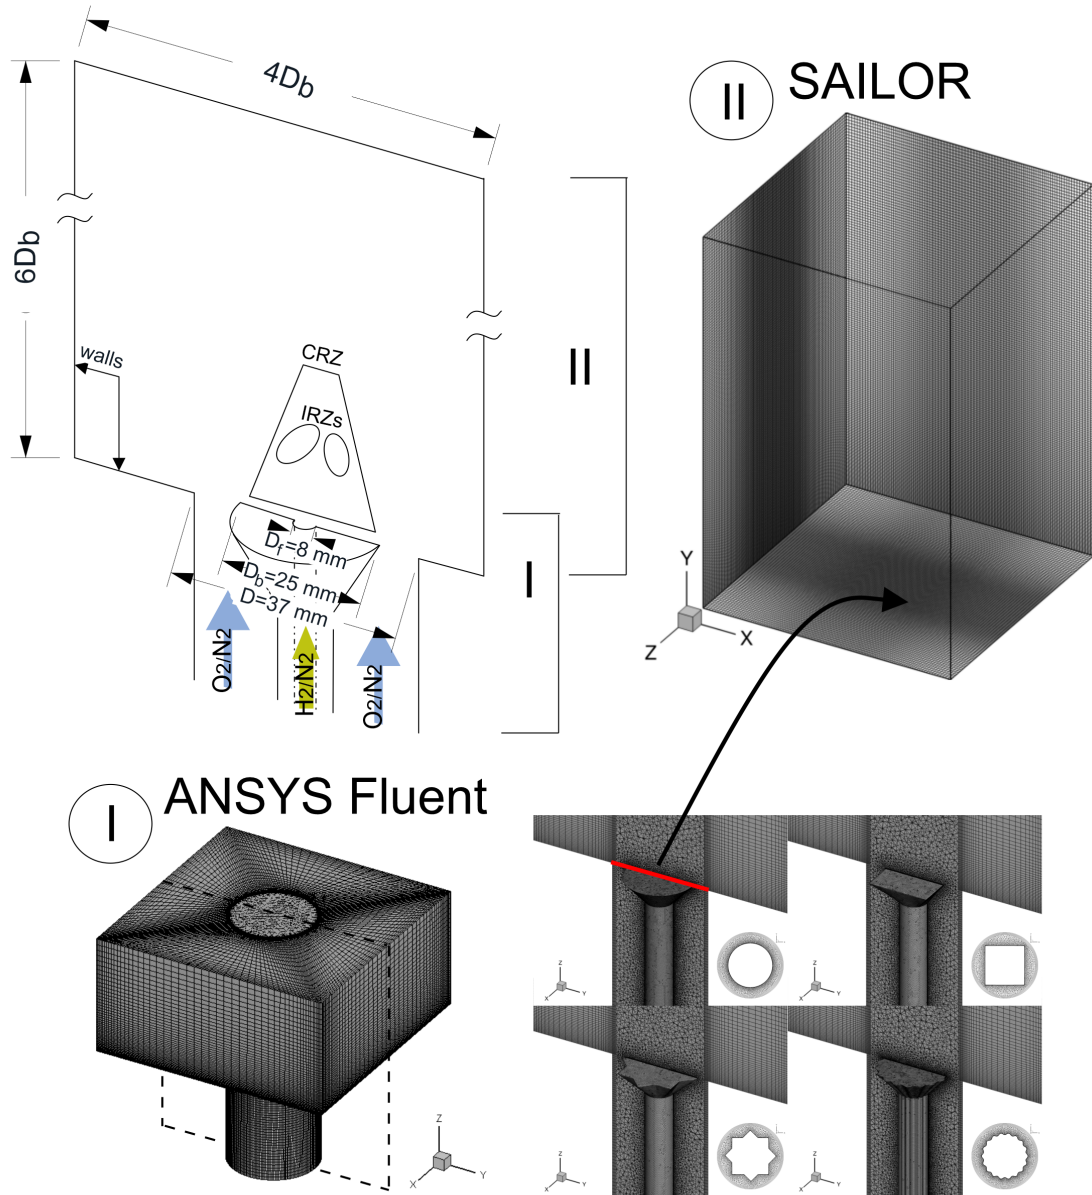 4Db
6Db
walls
CRZ
IRZs
Df=8 mm
Db=25 mm
D=37 mm
O2/N2
H2/N2
O2/N2
II
I
II SAILOR
Y
X
Z
I ANSYS Fluent
Z
Y
X
Z
Y
X
Z
Y
X
Z
Y
X
Z
Y
X